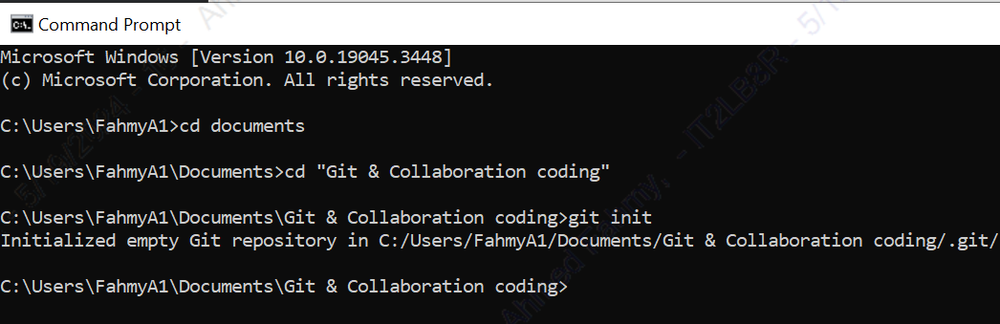 Command Prompt
Microsoft Windows [Version 10.0.19045.3448]
(c) Microsoft Corporation. All rights reserved.
C:\Users\FahmyA1>cd documents
C:\Users\FahmyA1\Documents>cd "Git & Collaboration coding"
C:\Users\FahmyA1\Documents\Git & Collaboration coding>git init
Initialized empty Git repository in C:/Users/FahmyA1/Documents/Git & Collaboration coding/.git/
C:\Users\FahmyA1\Documents\Git & Collaboration coding>